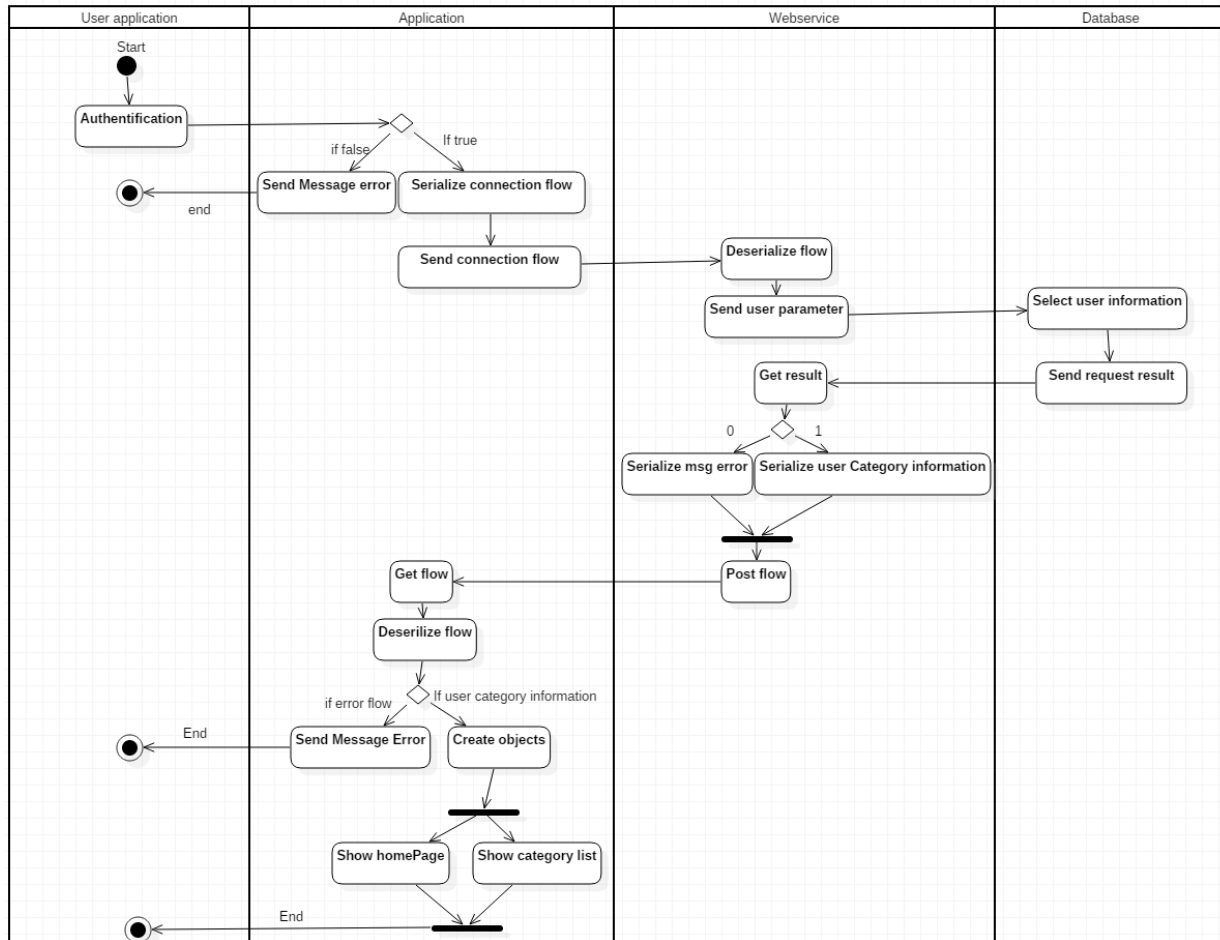 User application
Application
Webservice
Database
Start
Authentification
If true
if false
Send Message error
Serialize connection flow
end
Send connection flow
Deserialize flow
Send user parameter
Select user information
Get result
Send request result
0
1
Serialize msg error
Serialize user Category information
Get flow
Post flow
Deserilize flow
if error flow
If user category information
End
Send Message Error
Create objects
Show homePage
Show category list
End